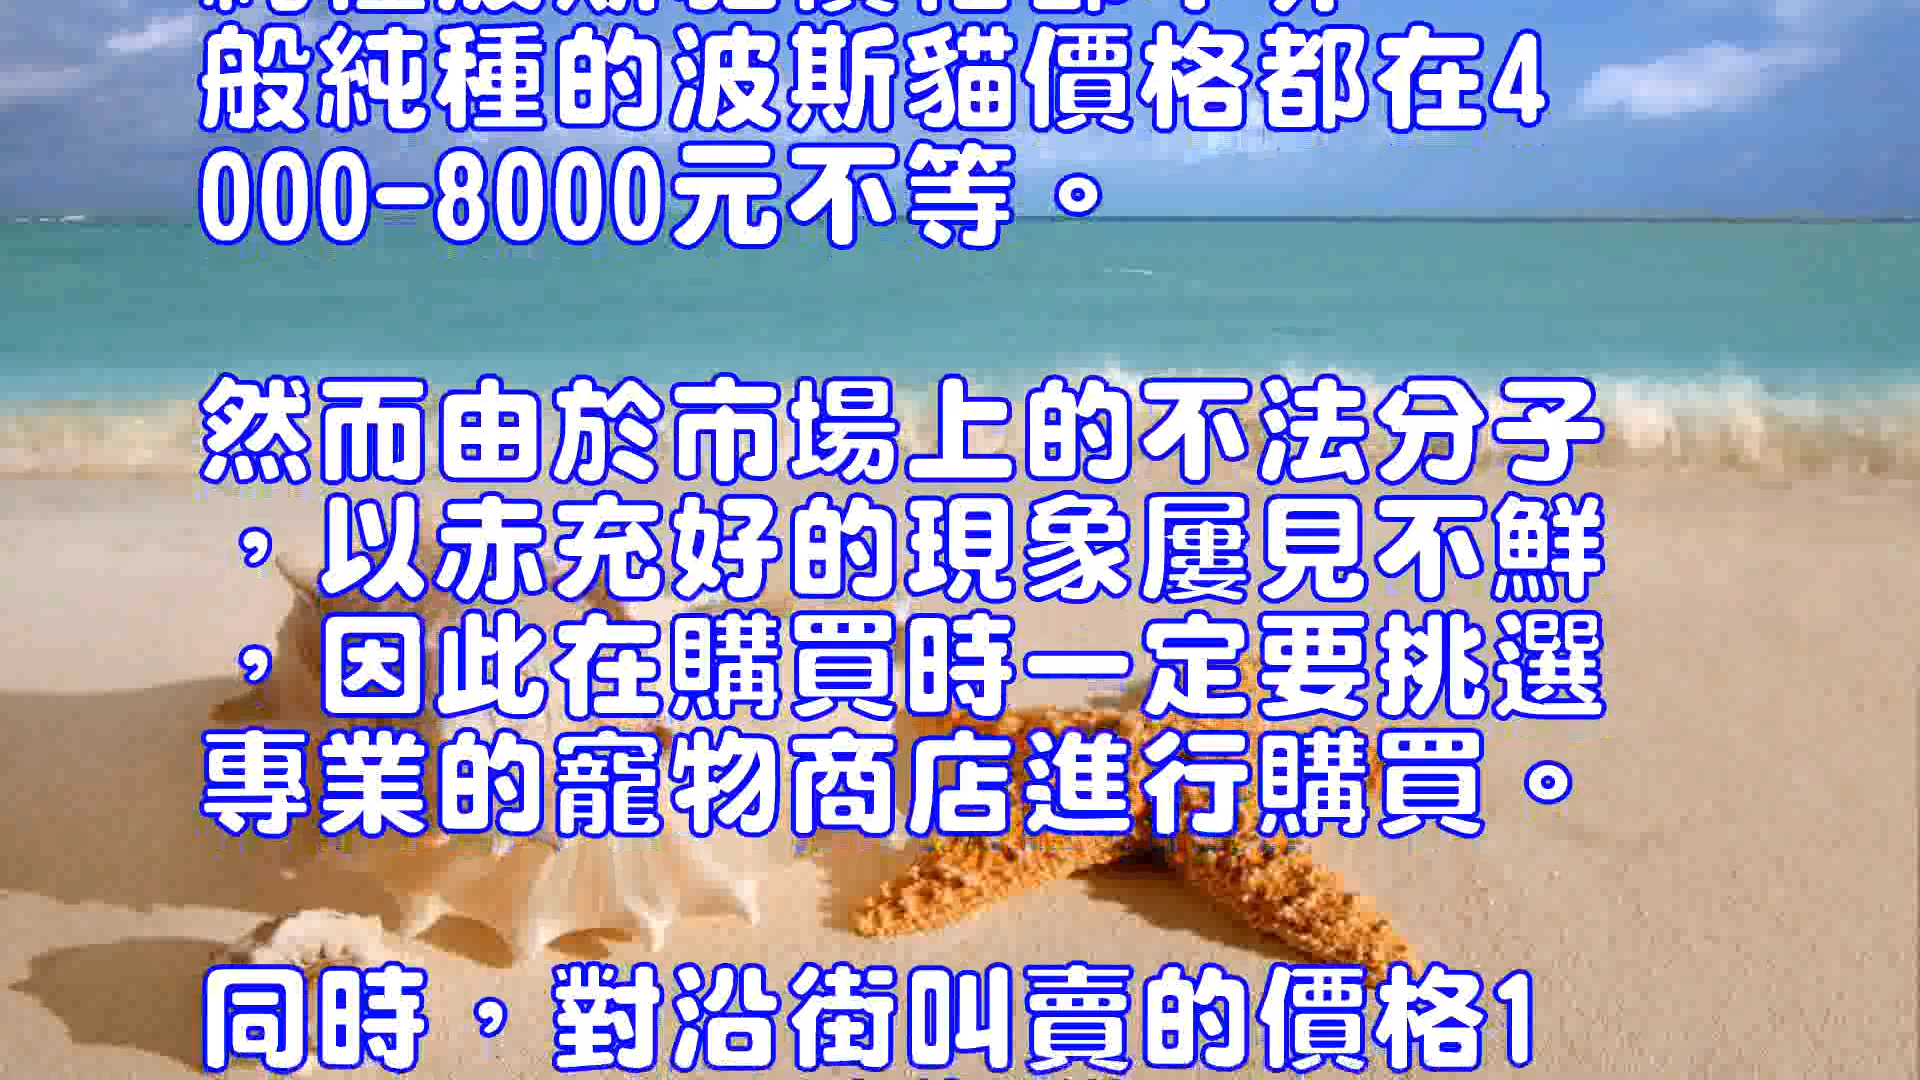 般純種的波斯貓價格都在4
000-8000元不等。
然而由於市場上的不法分子
，以赤充好的現象屢見不鮮
，因此在購買時一定要挑選
專業的寵物商店進行購買。
同時，對沿街叫賣的價格1